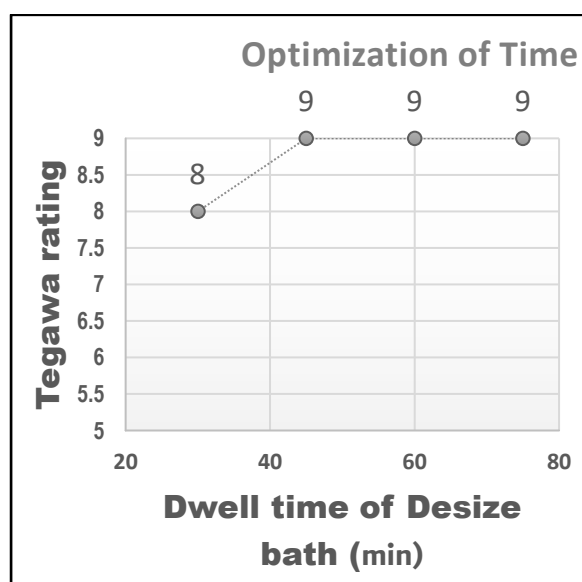 Optimization of Time
9 9 9
8
Tegawa rating
9
8.5
8
7.5
7
6.5
6
5.5
5
20 40 60 80
Dwell time of Desize
bath (min)